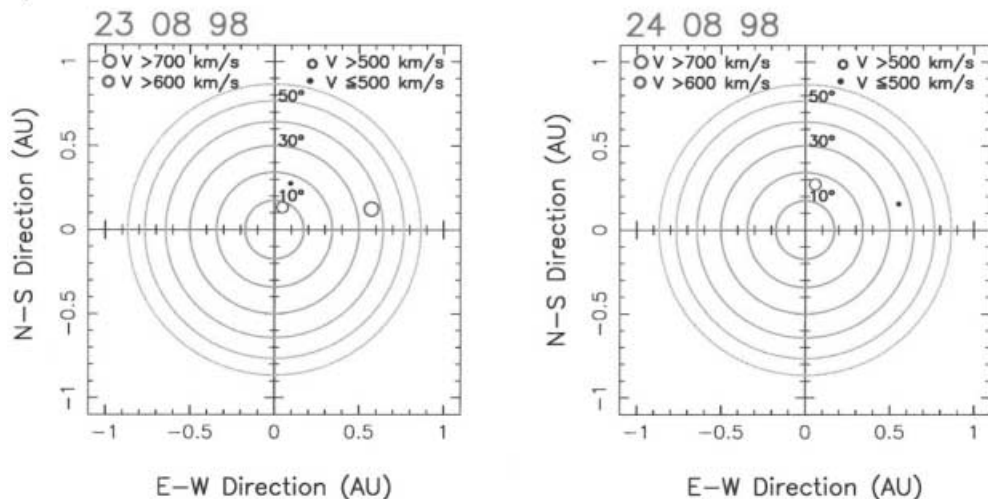 23 08 98
V >700 km/s V >500 km/s
V >600 km/s V ≤500 km/s
50°
30°
10°
N-S Direction (AU)
1
0.5
0
-0.5
-1
-1 -0.5 0 0.5 1
E-W Direction (AU)
24 08 98
V >700 km/s V >500 km/s
V >600 km/s V ≤500 km/s
50°
30°
10°
N-S Direction (AU)
1
0.5
0
-0.5
-1
-1 -0.5 0 0.5 1
E-W Direction (AU)